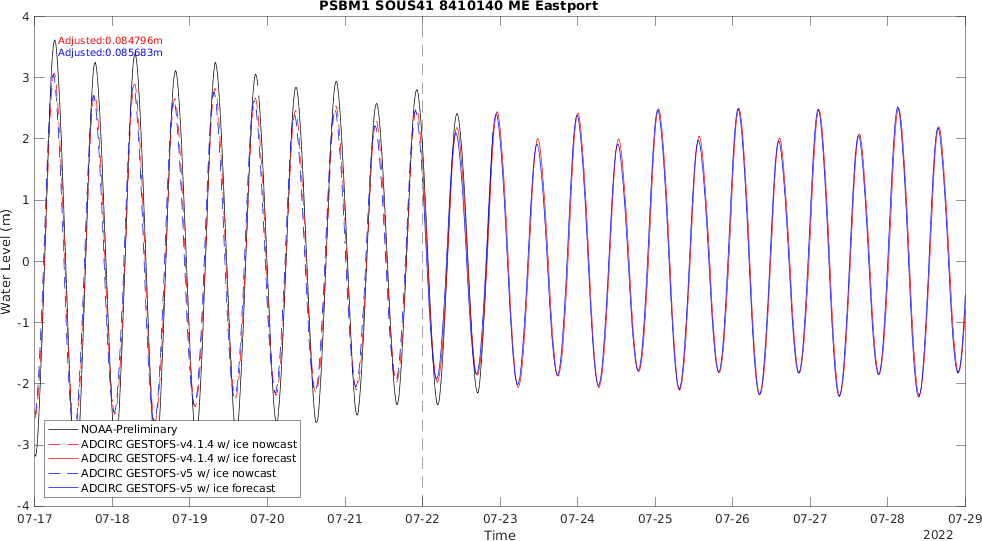 PSBM1 SOUS41 8410140 ME Eastport
Adjusted:0.084796m
Adjusted:0.085683m
4
3
2
1
0
-1
-2
-3
-4
Water Level (m)
NOAA-Preliminary
ADCIRC GESTOFS-v4.1.4 w/ ice nowcast
ADCIRC GESTOFS-v4.1.4 w/ ice forecast
ADCIRC GESTOFS-v5 w/ ice nowcast
ADCIRC GESTOFS-v5 w/ ice forecast
07-17 07-18 07-19 07-20 07-21 07-22 07-23 07-24 07-25 07-26 07-27 07-28 07-29
Time
2022